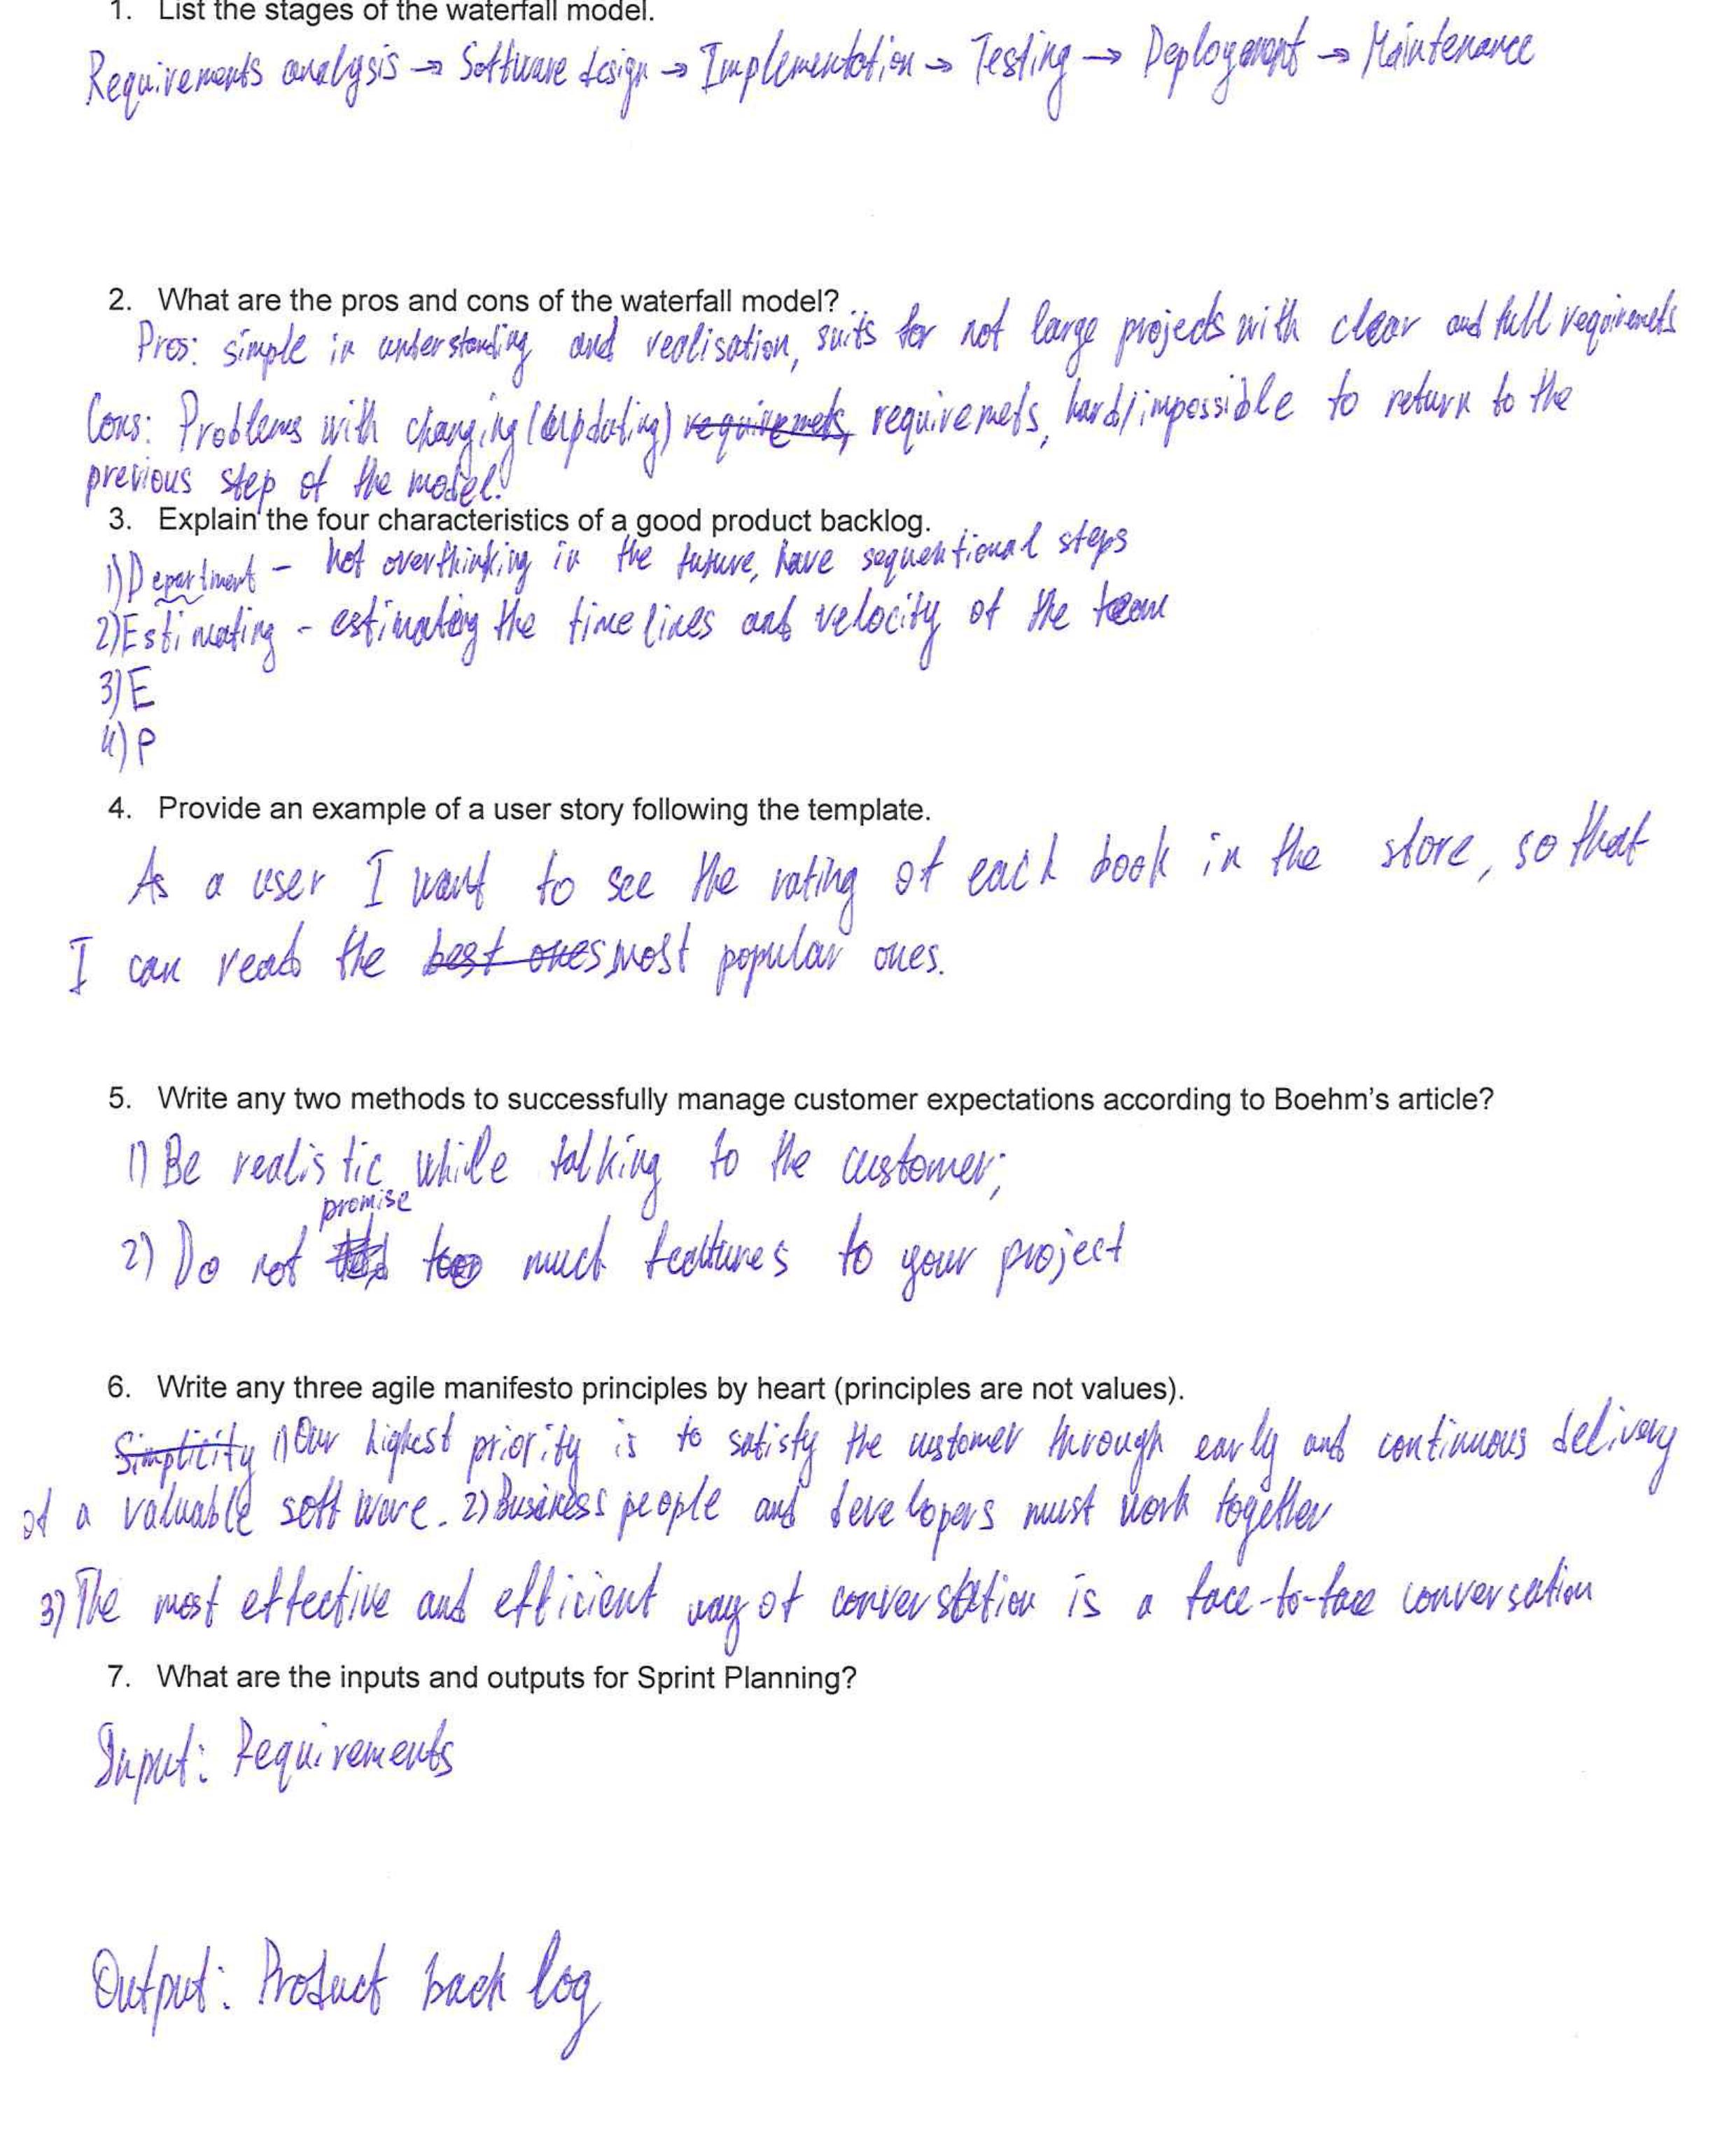 1. List the stages of the waterfall model.
Requirements analysis → Software design → Implementation → Testing → Deployment → Maintenance
2. What are the pros and cons of the waterfall model?
Pros: simple in understanding and realisation, suits for not large projects with clear and full requiremets
Cons: Problems with changing (updating) requiremets, requiremets, hard/impossible to return to the
previous step of the model.
3. Explain the four characteristics of a good product backlog.
1) Department - not overthinking in the future, have sequentional steps
2) Estimating - estimating the timelines and velocity of the team
3) E
4) P
4. Provide an example of a user story following the template.
As a user I want to see the rating of each book in the store, so that
I can read the best ones most popular ones.
5. Write any two methods to successfully manage customer expectations according to Boehm's article?
1) Be realistic while talking to the customer;
promise
2) Do not too much features to your project
6. Write any three agile manifesto principles by heart (principles are not values).
Simplicity 1) Our highest priority is to satisfy the customer through early and continuous delivery
of a valuable software. 2) Business people and developers must work together
3) The most effective and efficient way of converstation is a face-to-face conversation
7. What are the inputs and outputs for Sprint Planning?
Input: Requirements
Output: Product backlog